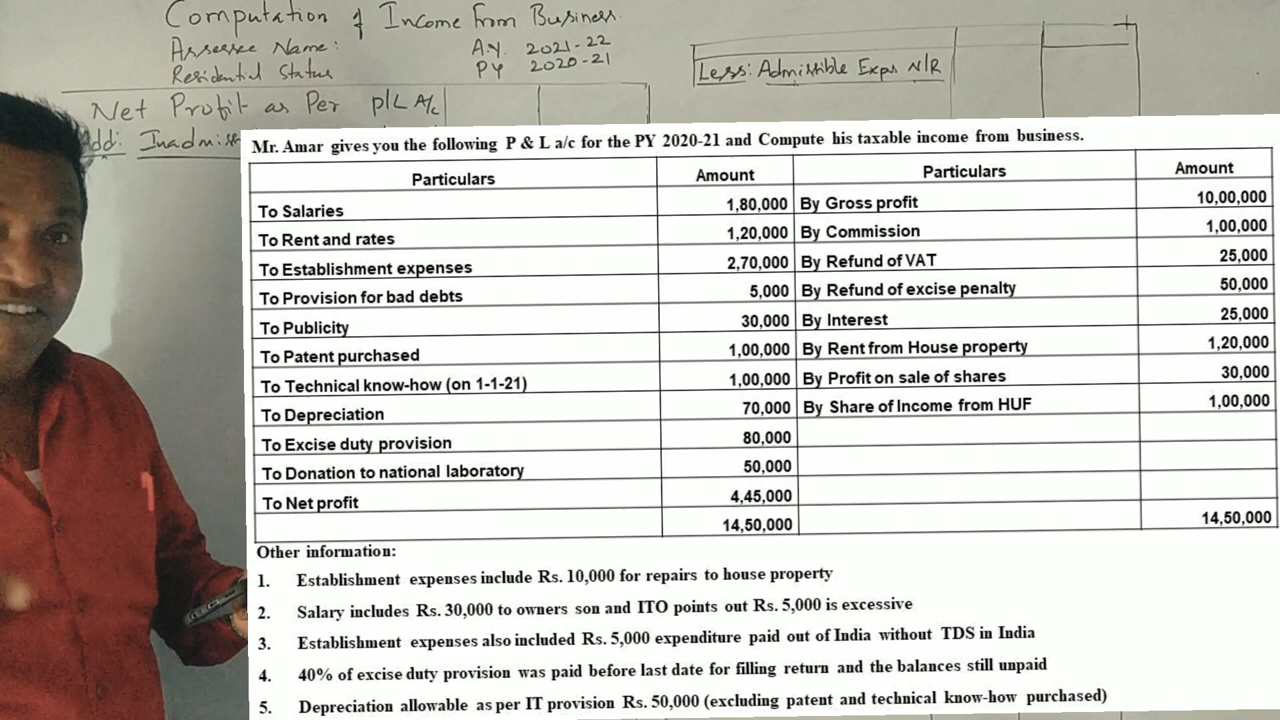 Computation of Income from Business.
Assessee Name: A.Y. 2021-22
Residential Status PY 2020-21
Less: Admissible Exps N/R
Net Profit as Per P/L A/c
Add:
Mr. Amar gives you the following P & L a/c for the PY 2020-21 and Compute his taxable income from business.
Particulars Amount Particulars Amount
To Salaries 1,80,000 By Gross profit 10,00,000
To Rent and rates 1,20,000 By Commission 1,00,000
To Establishment expenses 2,70,000 By Refund of VAT 25,000
To Provision for bad debts 5,000 By Refund of excise penalty 50,000
To Publicity 30,000 By Interest 25,000
To Patent purchased 1,00,000 By Rent from House property 1,20,000
To Technical know-how (on 1-1-21) 1,00,000 By Profit on sale of shares 30,000
To Depreciation 70,000 By Share of Income from HUF 1,00,000
To Excise duty provision 80,000
To Donation to national laboratory 50,000
To Net profit 4,45,000
14,50,000 14,50,000
Other information:
1. Establishment expenses include Rs. 10,000 for repairs to house property
2. Salary includes Rs. 30,000 to owners son and ITO points out Rs. 5,000 is excessive
3. Establishment expenses also included Rs. 5,000 expenditure paid out of India without TDS in India
4. 40% of excise duty provision was paid before last date for filling return and the balances still unpaid
5. Depreciation allowable as per IT provision Rs. 50,000 (excluding patent and technical know-how purchased)